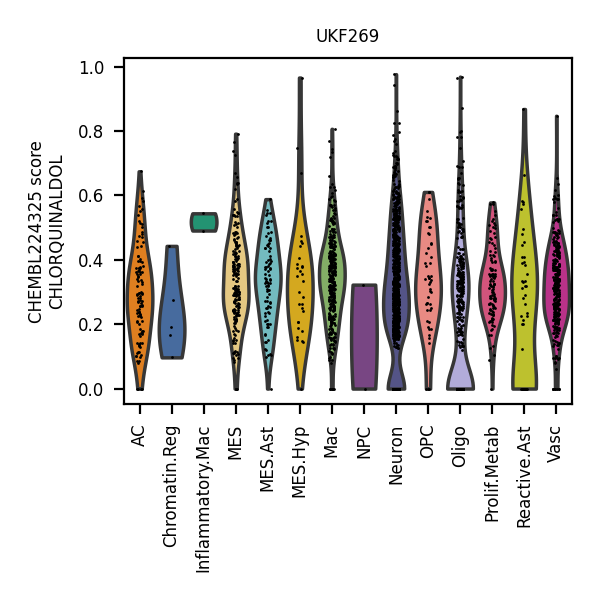 UKF269
CHEMBL224325 score
CHLORQUINALDOL
1.0
0.8
0.6
0.4
0.2
0.0
AC
Chromatin.Reg
Inflammatory.Mac
MES
MES.Ast
MES.Hyp
Mac
NPC
Neuron
OPC
Oligo
Prolif.Metab
Reactive.Ast
Vasc